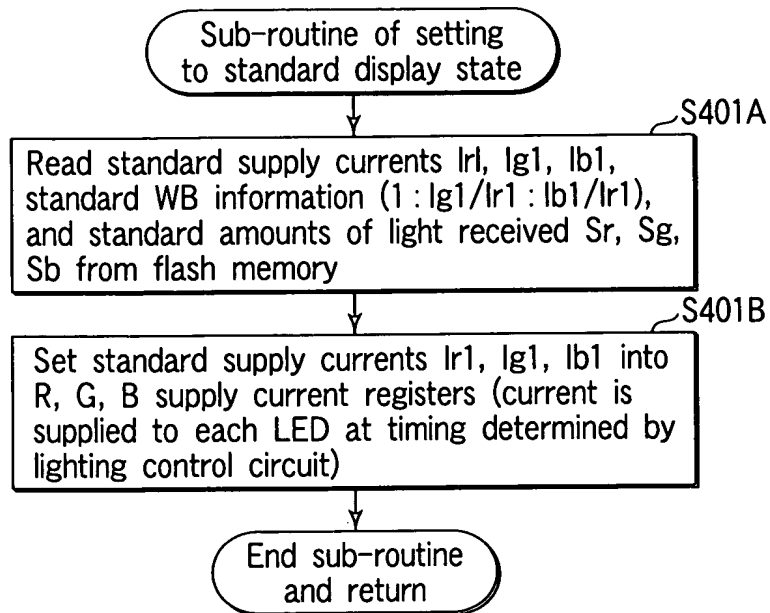 Sub-routine of setting
to standard display state
S401A
Read standard supply currents Irl, Ig1, Ib1,
standard WB information (1 : Ig1/Ir1 : Ib1/Ir1),
and standard amounts of light received Sr, Sg,
Sb from flash memory
S401B
Set standard supply currents Ir1, Ig1, Ib1 into
R, G, B supply current registers (current is
supplied to each LED at timing determined by
lighting control circuit)
End sub-routine
and return